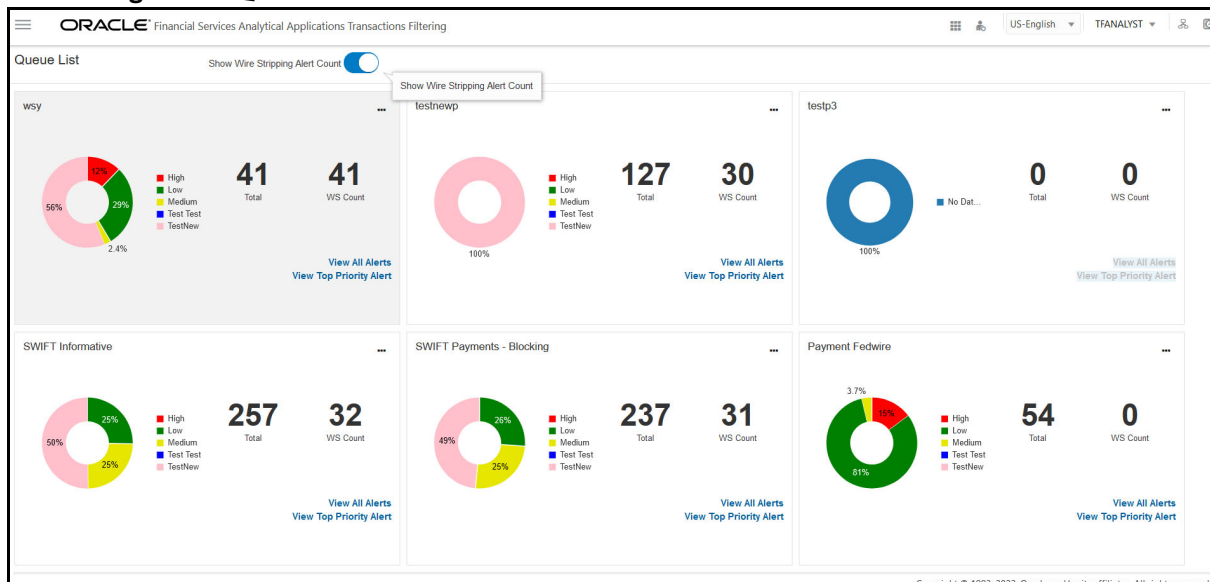 ORACLE® Financial Services Analytical Applications Transactions Filtering
US-English
TFANALYST
Queue List
Show Wire Stripping Alert Count
Show Wire Stripping Alert Count
wsy
...
12%
29%
2.4%
56%
High
Low
Medium
Test Test
TestNew
41
Total
41
WS Count
View All Alerts
View Top Priority Alert
testnewp
...
100%
High
Low
Medium
Test Test
TestNew
127
Total
30
WS Count
View All Alerts
View Top Priority Alert
testp3
...
100%
No Dat...
0
Total
0
WS Count
View All Alerts
View Top Priority Alert
SWIFT Informative
...
25%
25%
50%
High
Low
Medium
Test Test
TestNew
257
Total
32
WS Count
View All Alerts
View Top Priority Alert
SWIFT Payments - Blocking
...
26%
25%
49%
High
Low
Medium
Test Test
TestNew
237
Total
31
WS Count
View All Alerts
View Top Priority Alert
Payment Fedwire
...
3.7%
15%
81%
High
Low
Medium
Test Test
TestNew
54
Total
0
WS Count
View All Alerts
View Top Priority Alert